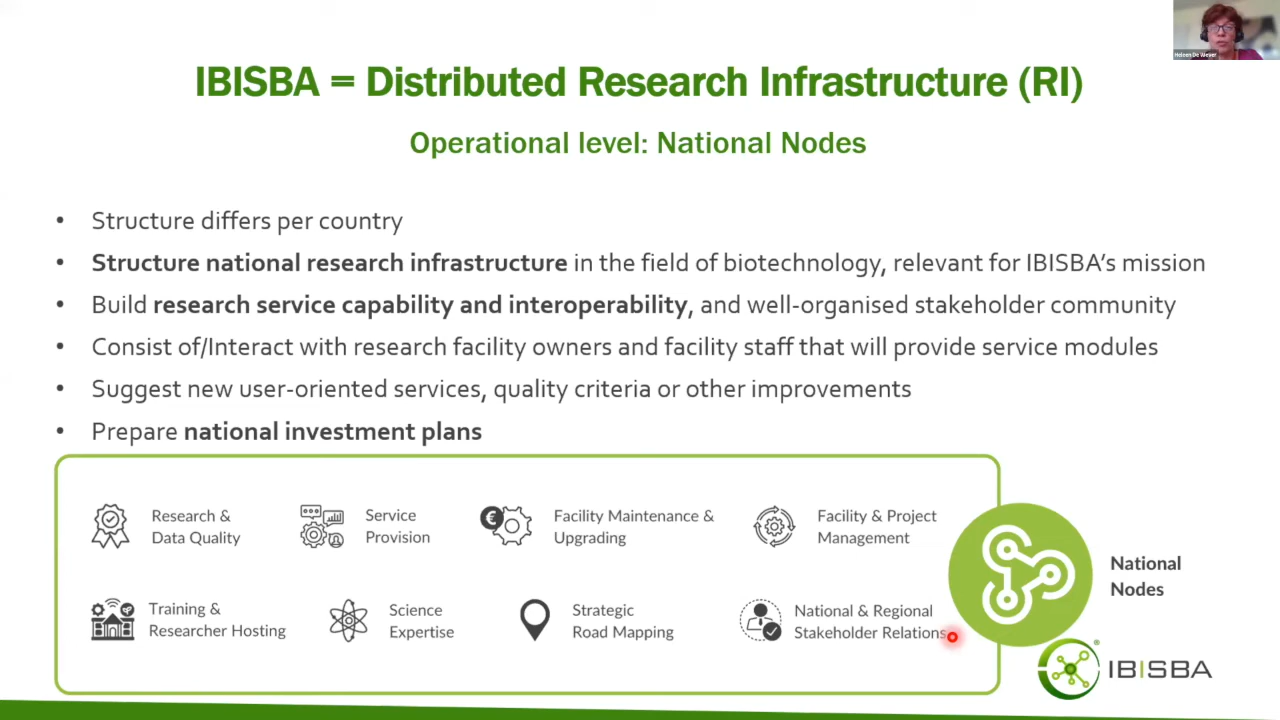 Heleen De Wever
IBISBA = Distributed Research Infrastructure (RI)
Operational level: National Nodes
• Structure differs per country
• Structure national research infrastructure in the field of biotechnology, relevant for IBISBA's mission
• Build research service capability and interoperability, and well-organised stakeholder community
• Consist of/Interact with research facility owners and facility staff that will provide service modules
• Suggest new user-oriented services, quality criteria or other improvements
• Prepare national investment plans
Research &
Data Quality
Service
Provision
€
Facility Maintenance &
Upgrading
Facility & Project
Management
Training &
Researcher Hosting
Science
Expertise
Strategic
Road Mapping
National & Regional
Stakeholder Relations
National
Nodes
IBISBA®